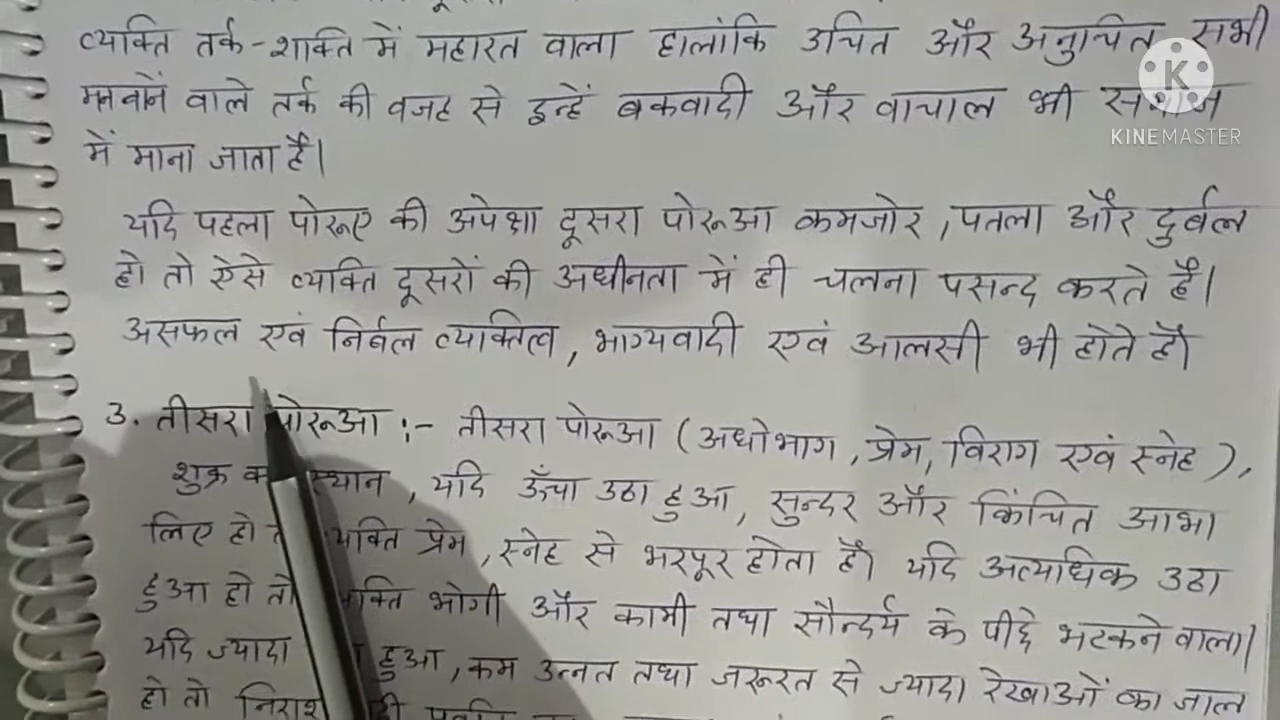 व्यक्ति तर्क-शक्ति में महारत वाला हालांकि उचित और अनुचित सभी
मनवाने वाले तर्क की वजह से इन्हें बकवादी और वाचाल भी समाज
में माना जाता है।
यदि पहला पोरूए की अपेक्षा दूसरा पोरूआ कमजोर, पतला और दुर्बल
हो तो ऐसे व्यक्ति दूसरों की अधीनता में ही चलना पसन्द करते हैं।
असफल एवं निर्बल व्यक्तित्व, भाग्यवादी एवं आलसी भी होते हैं।
3. तीसरा पोरूआ :- तीसरा पोरूआ (अधोभाग, प्रेम, विराग एवं स्नेह),
शुक्र का स्थान, यदि ऊँचा उठा हुआ, सुन्दर और किंचित आभा
लिए हो तो व्यक्ति प्रेम, स्नेह से भरपूर होता है। यदि अत्याधिक उठा
हुआ हो तो व्यक्ति भोगी और कामी तथा सौन्दर्य के पीछे भटकने वाला।
यदि ज्यादा हुआ, कम उन्नत तथा जरूरत से ज्यादा रेखाओं का जाल
हो तो
KINEMASTER